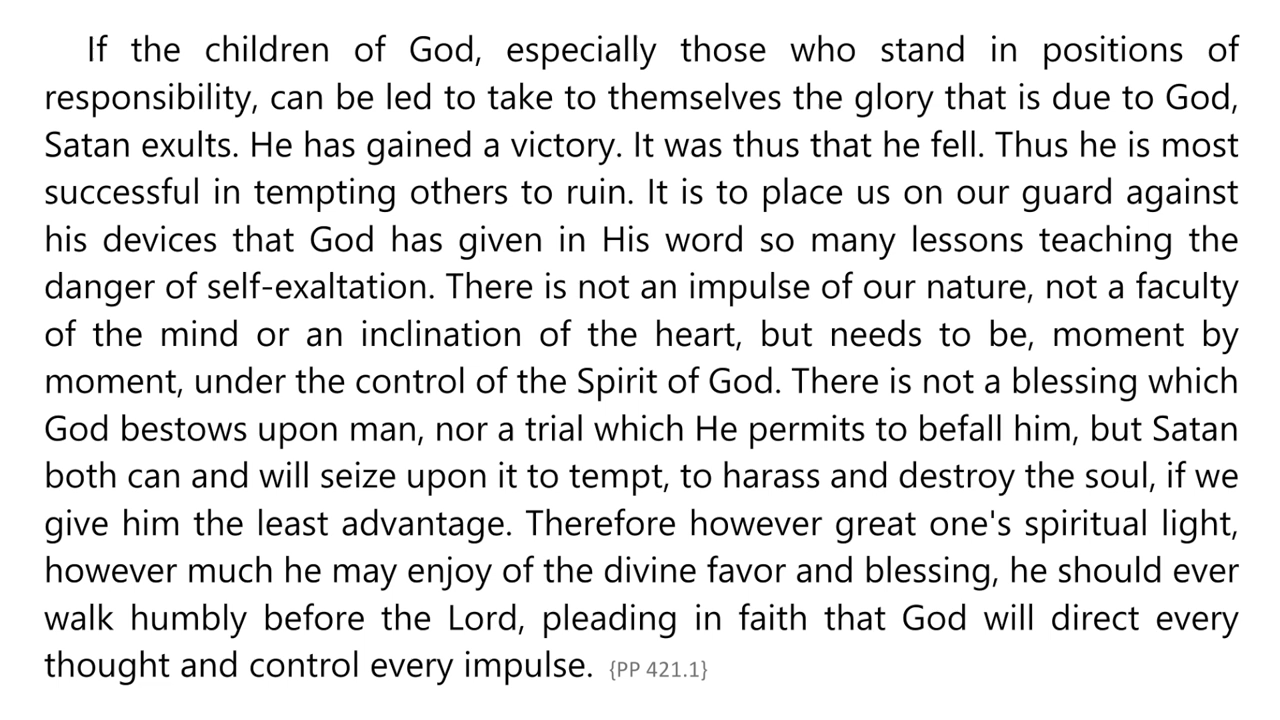 If the children of God, especially those who stand in positions of
responsibility, can be led to take to themselves the glory that is due to God,
Satan exults. He has gained a victory. It was thus that he fell. Thus he is most
successful in tempting others to ruin. It is to place us on our guard against
his devices that God has given in His word so many lessons teaching the
danger of self-exaltation. There is not an impulse of our nature, not a faculty
of the mind or an inclination of the heart, but needs to be, moment by
moment, under the control of the Spirit of God. There is not a blessing which
God bestows upon man, nor a trial which He permits to befall him, but Satan
both can and will seize upon it to tempt, to harass and destroy the soul, if we
give him the least advantage. Therefore however great one's spiritual light,
however much he may enjoy of the divine favor and blessing, he should ever
walk humbly before the Lord, pleading in faith that God will direct every
thought and control every impulse. {PP 421.1}